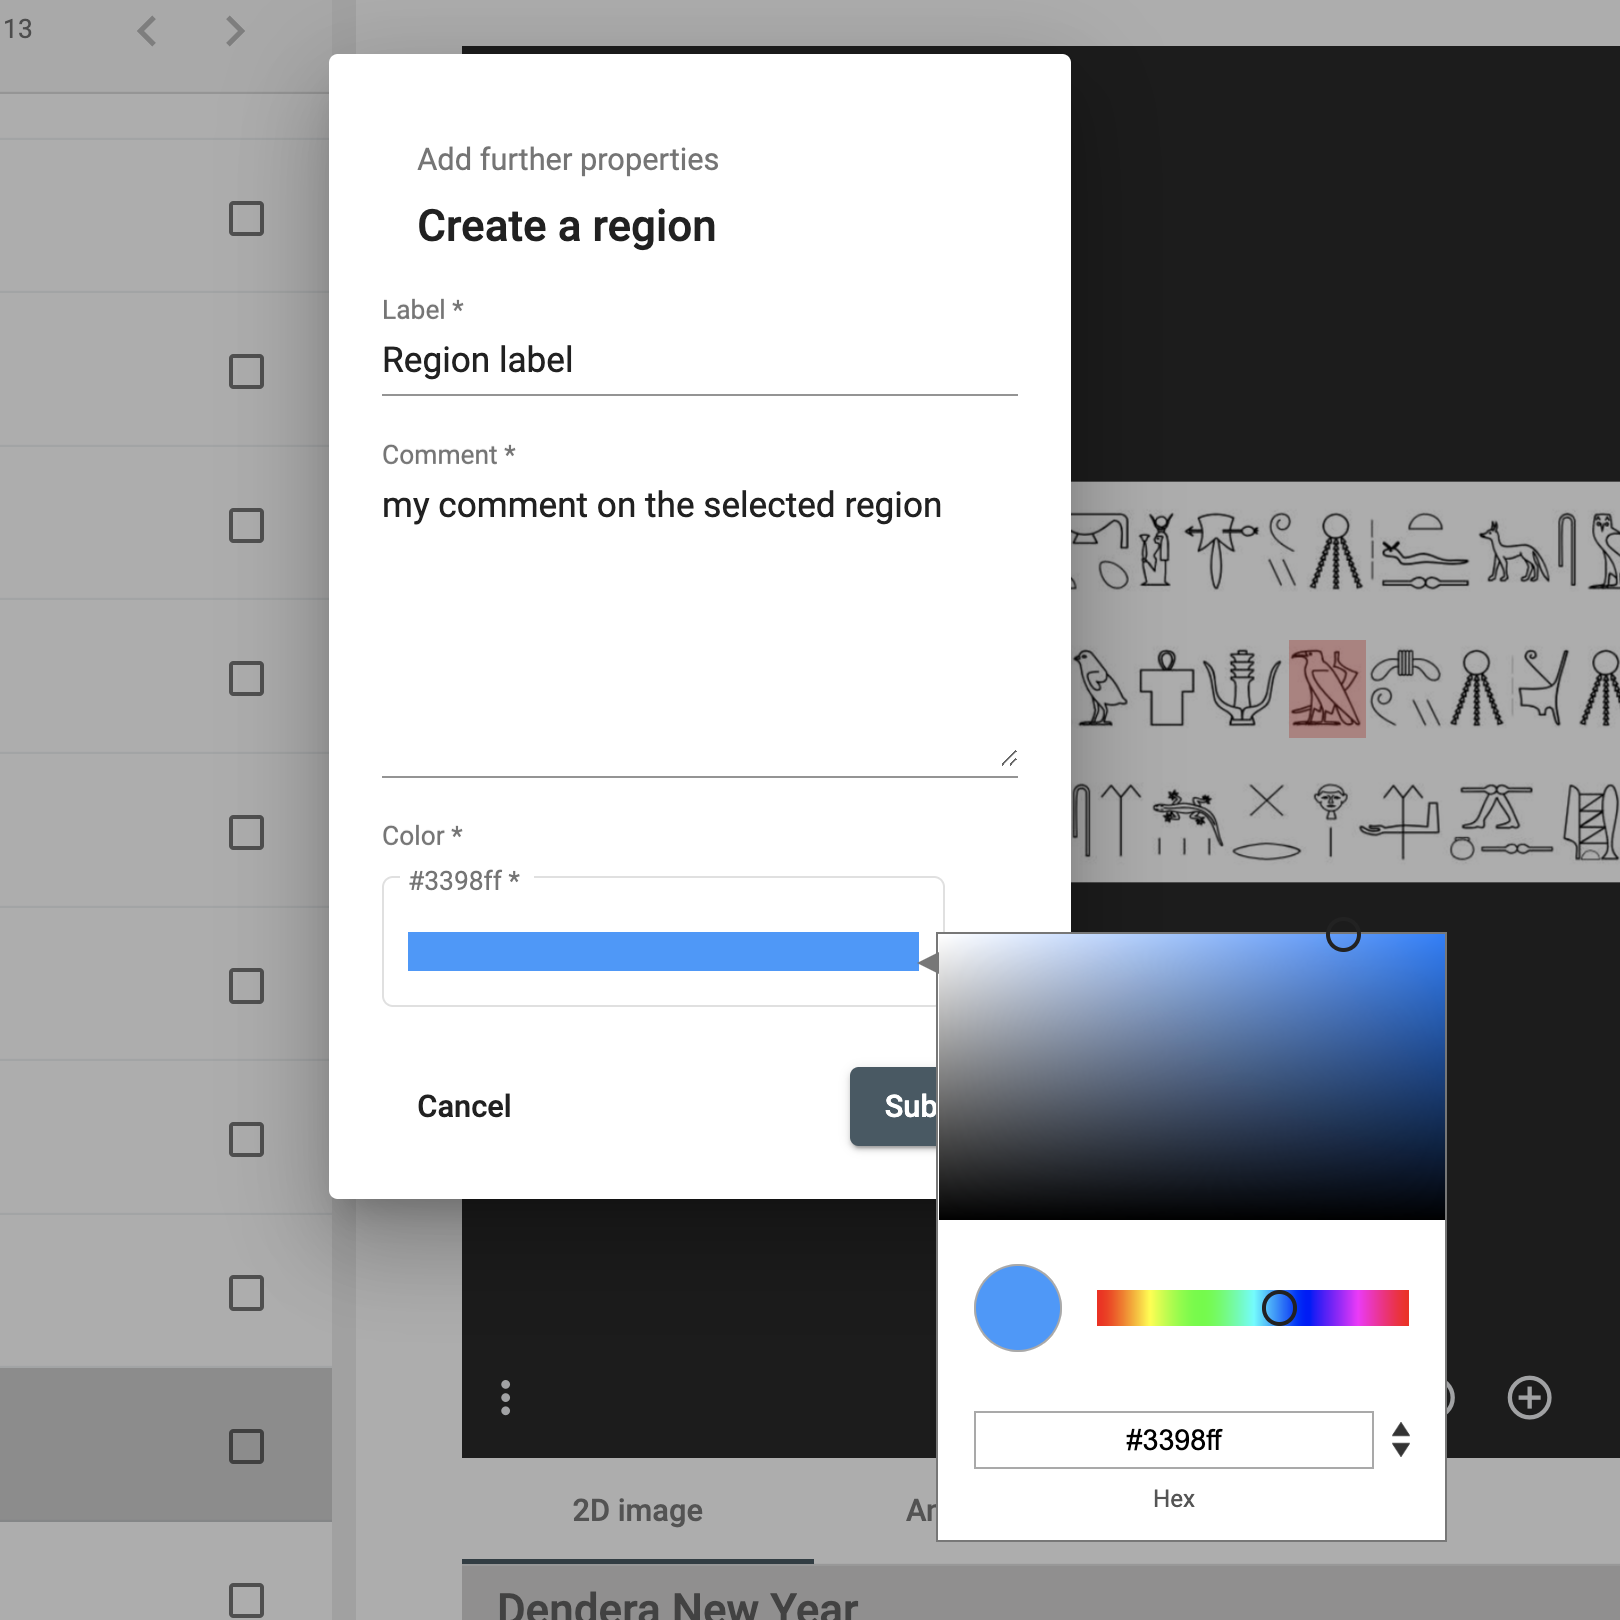 13
Add further properties
Create a region
Label *
Region label
Comment *
my comment on the selected region
Color *
#3398ff *
Cancel
Sub
#3398ff
Hex
2D image
An
Dendera New Year